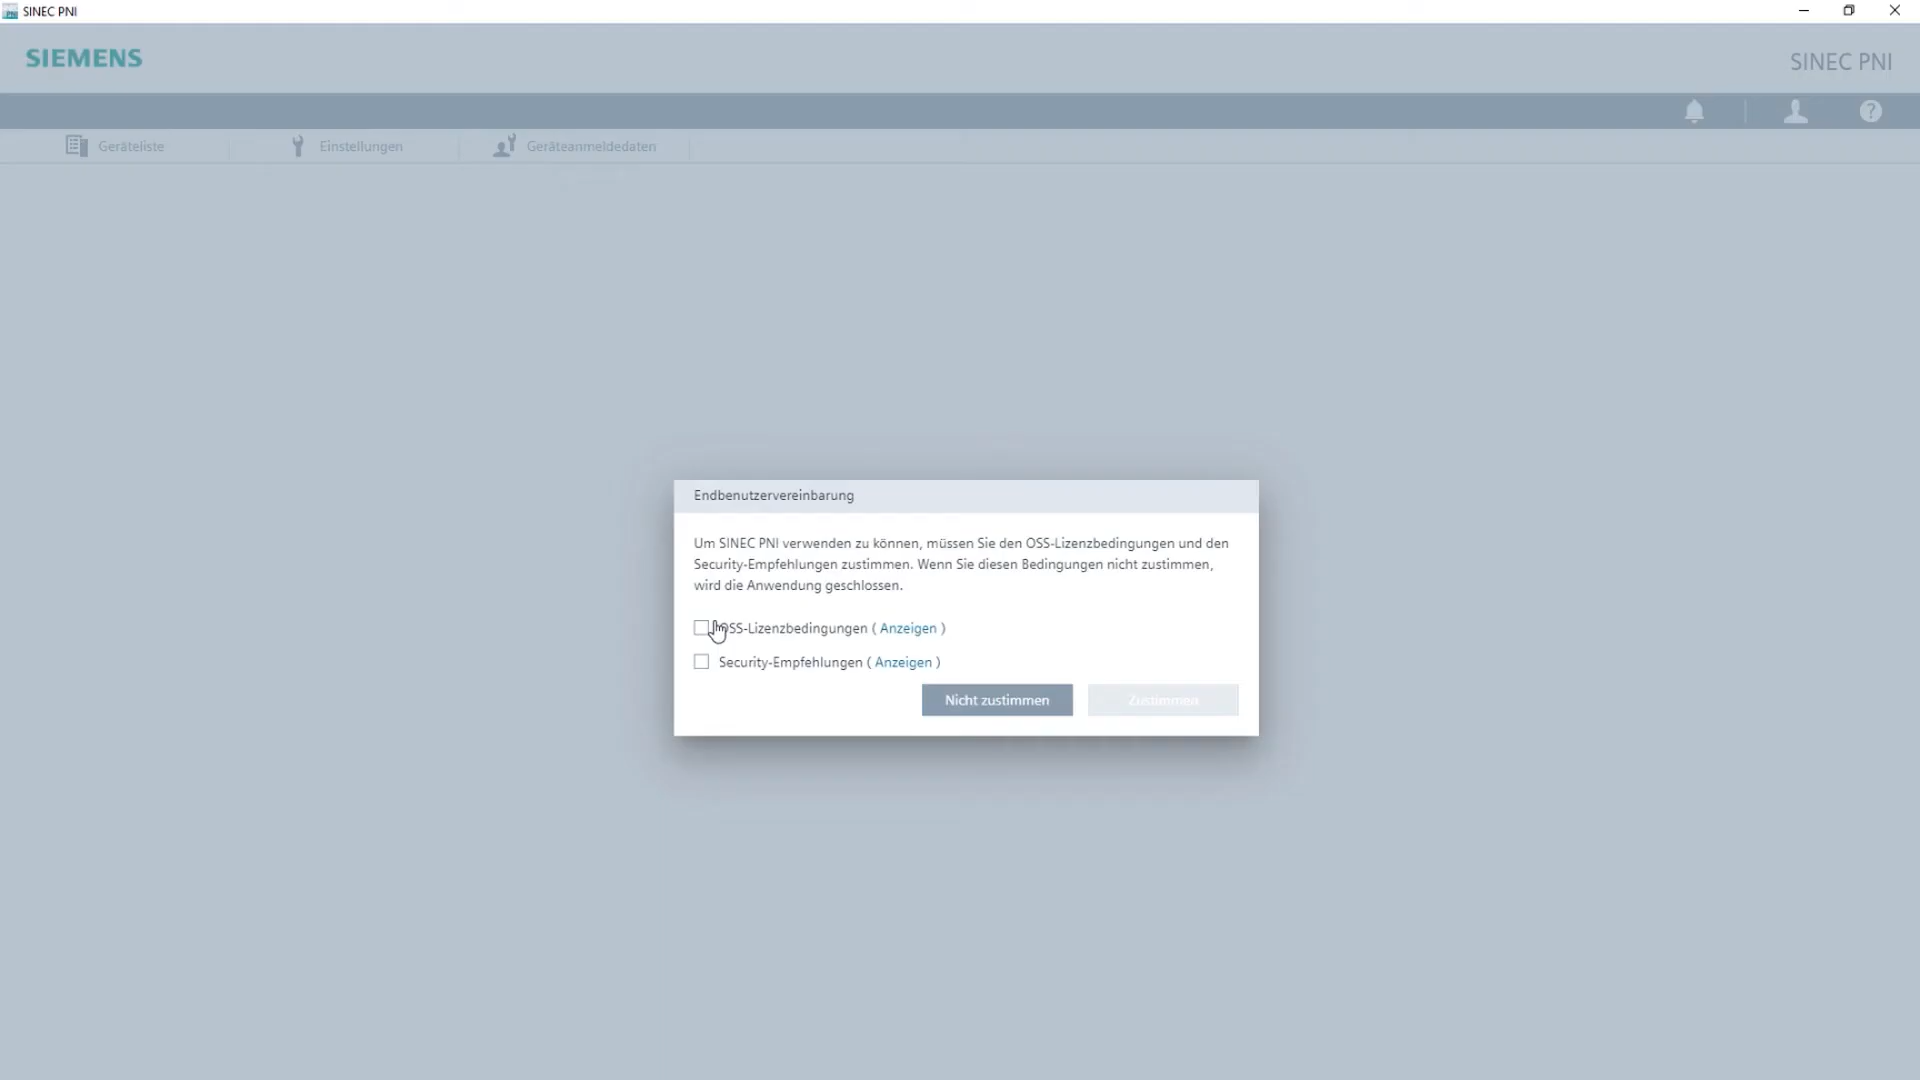 SINEC PNI
SIEMENS
SINEC PNI
Geräteliste
Einstellungen
Geräteanmeldedaten
Endbenutzervereinbarung
Um SINEC PNI verwenden zu können, müssen Sie den OSS-Lizenzbedingungen und den
Security-Empfehlungen zustimmen. Wenn Sie diesen Bedingungen nicht zustimmen,
wird die Anwendung geschlossen.
OSS-Lizenzbedingungen ( Anzeigen )
Security-Empfehlungen ( Anzeigen )
Nicht zustimmen
Zustimmen